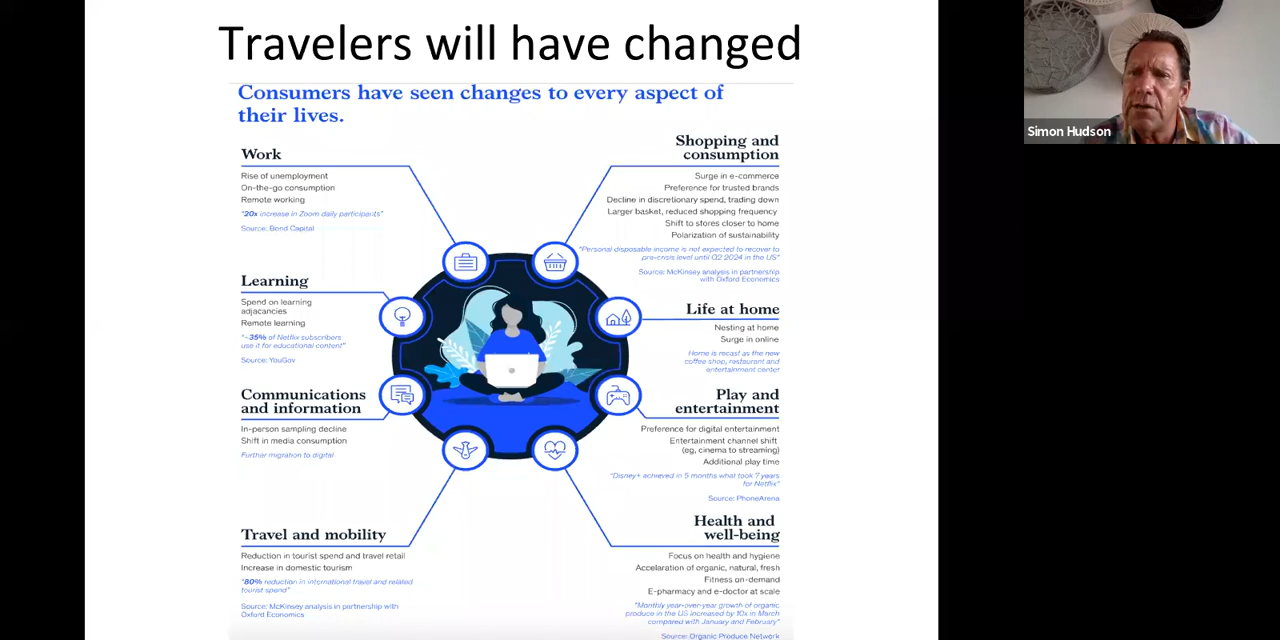 Travelers will have changed
Consumers have seen changes to every aspect of
their lives.
Work
Rise of unemployment
On-the-go consumption
Remote working
"20x increase in Zoom daily participants"
Source: Bond Capital
Learning
Spend on learning
adjacancies
Remote learning
"~35% of Netflix subscribers
use it for educational content"
Source: YouGov
Communications
and information
In-person sampling decline
Shift in media consumption
Further migration to digital
Travel and mobility
Reduction in tourist spend and travel retail
Increase in domestic tourism
"80% reduction in international travel and related
tourist spend"
Source: McKinsey analysis in partnership with
Oxford Economics
Shopping and
consumption
Surge in e-commerce
Preference for trusted brands
Decline in discretionary spend, trading down
Larger basket, reduced shopping frequency
Shift to stores closer to home
Polarization of sustainability
"Personal disposable income is not expected to recover to
pre-crisis level until Q2 2024 in the US"
Source: McKinsey analysis in partnership
with Oxford Economics
Life at home
Nesting at home
Surge in online
Home is recast as the new
coffee shop, restaurant and
entertainment center
Play and
entertainment
Preference for digital entertainment
Entertainment channel shift
(eg, cinema to streaming)
Additional play time
"Disney+ achieved in 5 months what took 7 years
for Netflix"
Source: PhoneArena
Health and
well-being
Focus on health and hygiene
Acceleration of organic, natural, fresh
Fitness on-demand
E-pharmacy and e-doctor at scale
"Monthly year-over-year growth of organic
produce in the US increased by 10x in March
compared with January and February"
Source: Organic Produce Network
Simon Hudson